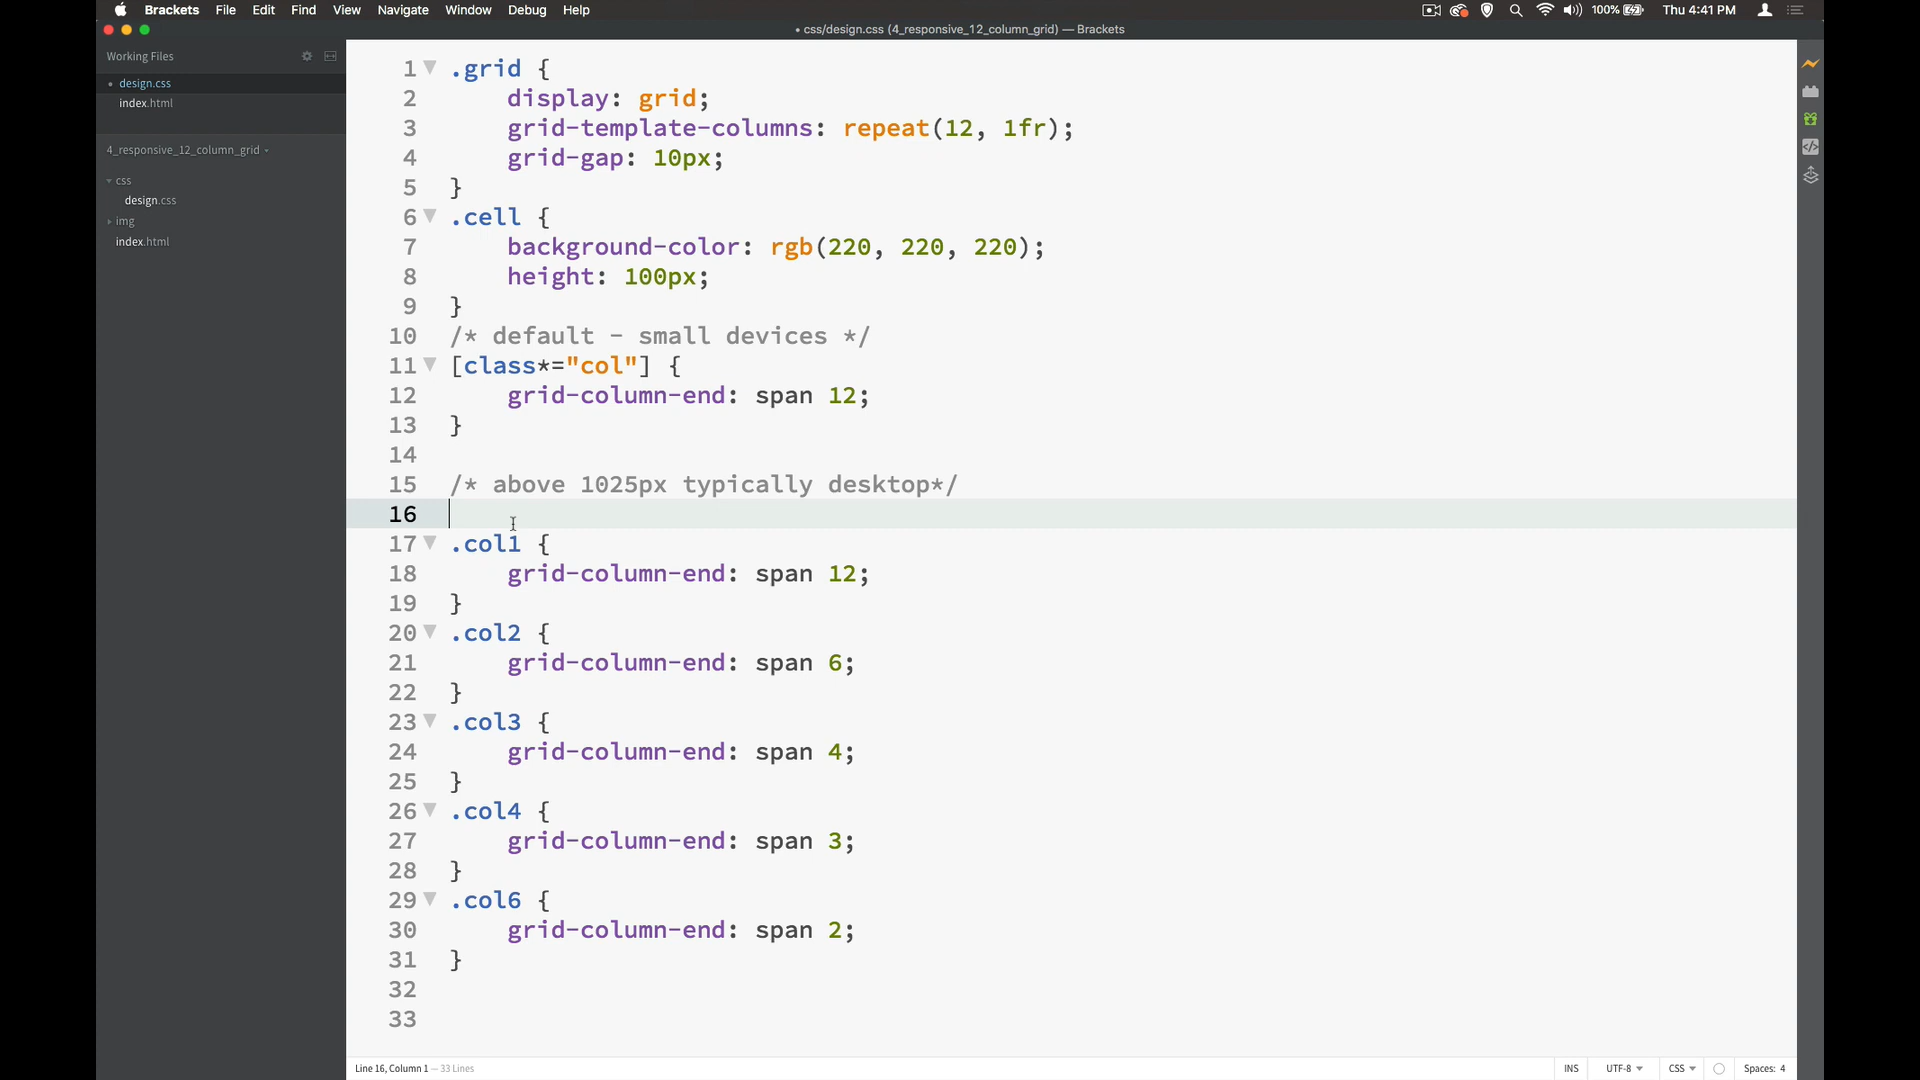 Brackets File Edit Find View Navigate Window Debug Help 100% Thu 4:41 PM
• css/design.css (4_responsive_12_column_grid) — Brackets
Working Files
• design.css
index.html
4_responsive_12_column_grid
css
design.css
img
index.html
1 .grid {
2 display: grid;
3 grid-template-columns: repeat(12, 1fr);
4 grid-gap: 10px;
5 }
6 .cell {
7 background-color: rgb(220, 220, 220);
8 height: 100px;
9 }
10 /* default - small devices */
11 [class*="col"] {
12 grid-column-end: span 12;
13 }
14
15 /* above 1025px typically desktop*/
16
17 .col1 {
18 grid-column-end: span 12;
19 }
20 .col2 {
21 grid-column-end: span 6;
22 }
23 .col3 {
24 grid-column-end: span 4;
25 }
26 .col4 {
27 grid-column-end: span 3;
28 }
29 .col6 {
30 grid-column-end: span 2;
31 }
32
33
Line 16, Column 1 — 33 Lines INS UTF-8 CSS Spaces: 4